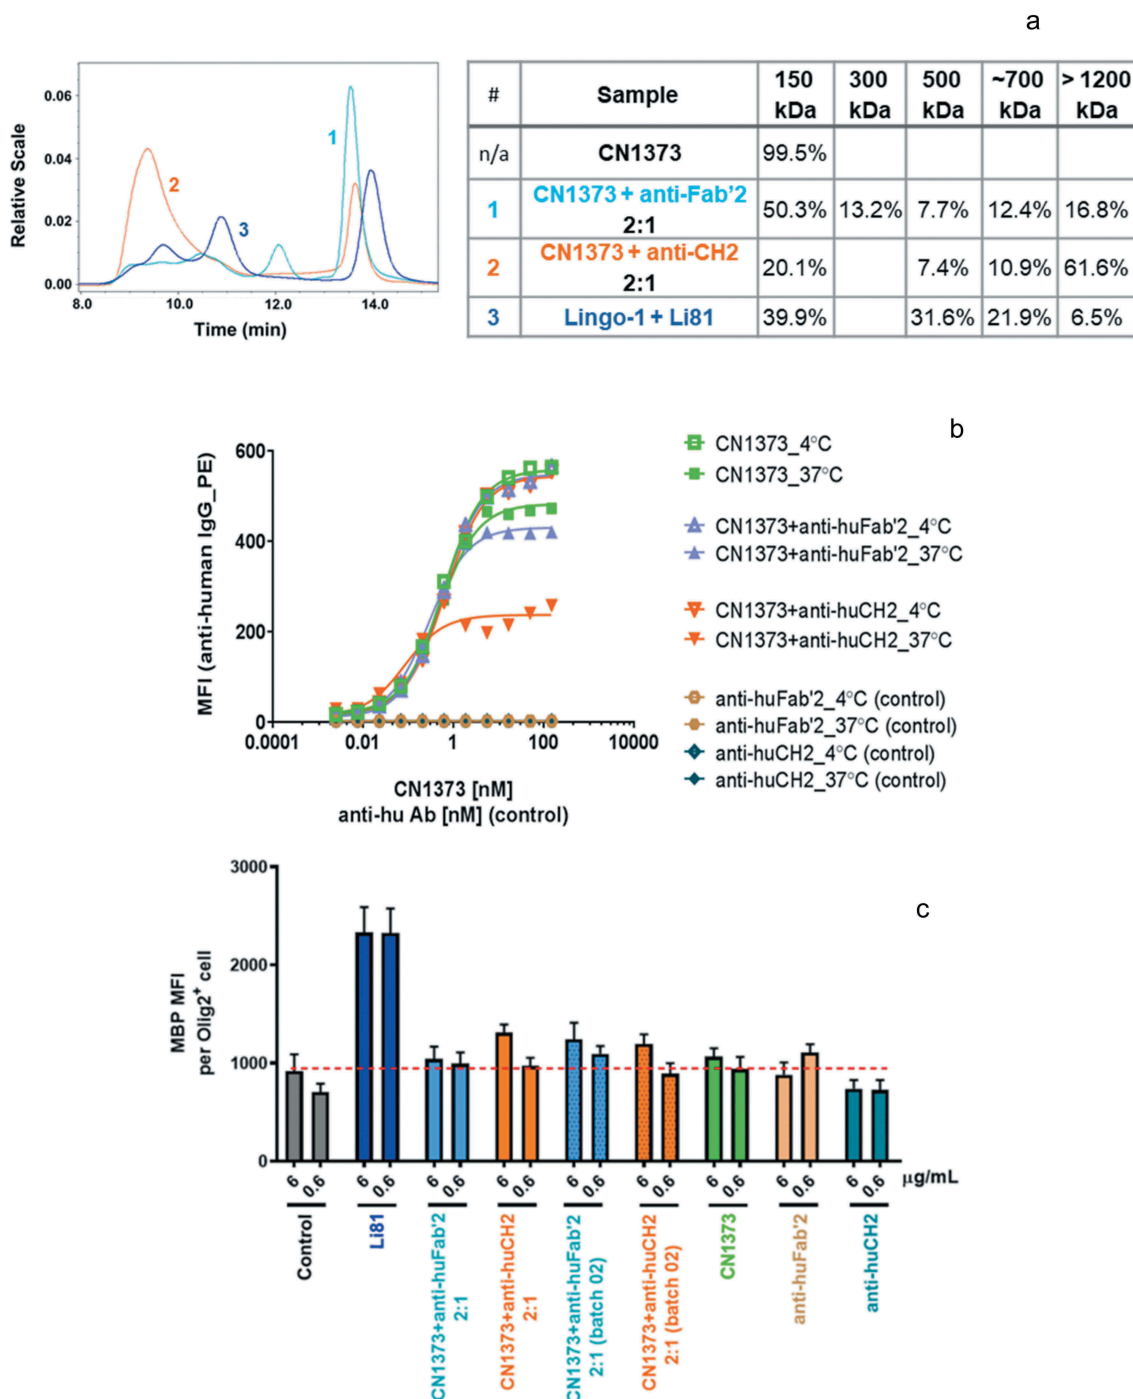 a
0.06
0.04
0.02
0.00
Relative Scale
8.0 10.0 12.0 14.0
Time (min)
1
2
3
# Sample 150 kDa 300 kDa 500 kDa ~700 kDa > 1200 kDa
n/a CN1373 99.5%
1 CN1373 + anti-Fab'2 2:1 50.3% 13.2% 7.7% 12.4% 16.8%
2 CN1373 + anti-CH2 2:1 20.1% 7.4% 10.9% 61.6%
3 Lingo-1 + Li81 39.9% 31.6% 21.9% 6.5%
b
MFI (anti-human IgG_PE)
600
400
200
0
0.0001 0.01 1 100 10000
CN1373 [nM]
anti-hu Ab [nM] (control)
CN1373_4°C
CN1373_37°C
CN1373+anti-huFab'2_4°C
CN1373+anti-huFab'2_37°C
CN1373+anti-huCH2_4°C
CN1373+anti-huCH2_37°C
anti-huFab'2_4°C (control)
anti-huFab'2_37°C (control)
anti-huCH2_4°C (control)
anti-huCH2_37°C (control)
c
MBP MFI
per Olig2⁺ cell
3000
2000
1000
0
6 0.6 6 0.6 6 0.6 6 0.6 6 0.6 6 0.6 6 0.6 6 0.6 6 0.6 µg/mL
Control
Li81
CN1373+anti-huFab'2
2:1
CN1373+anti-huCH2
2:1
CN1373+anti-huFab'2
2:1 (batch 02)
CN1373+anti-huCH2
2:1 (batch 02)
CN1373
anti-huFab'2
anti-huCH2